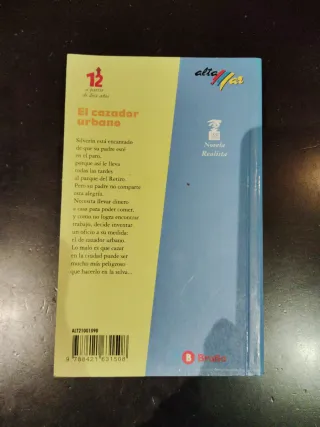 12
a partir
de doce años
alta
Mar
El cazador
urbano
Novela
Realista
Silverio está encantado
de que su padre esté
en el paro,
porque así le lleva
todas las tardes
al parque del Retiro.
Pero su padre no comparte
esta alegría.
Necesita llevar dinero
a casa para poder comer,
y como no logra encontrar
trabajo, decide inventar
un oficio a su medida:
el de cazador urbano.
Lo malo es que cazar
en la ciudad puede ser
mucho más peligroso
que hacerlo en la selva...
ALT21001090
B Bruño